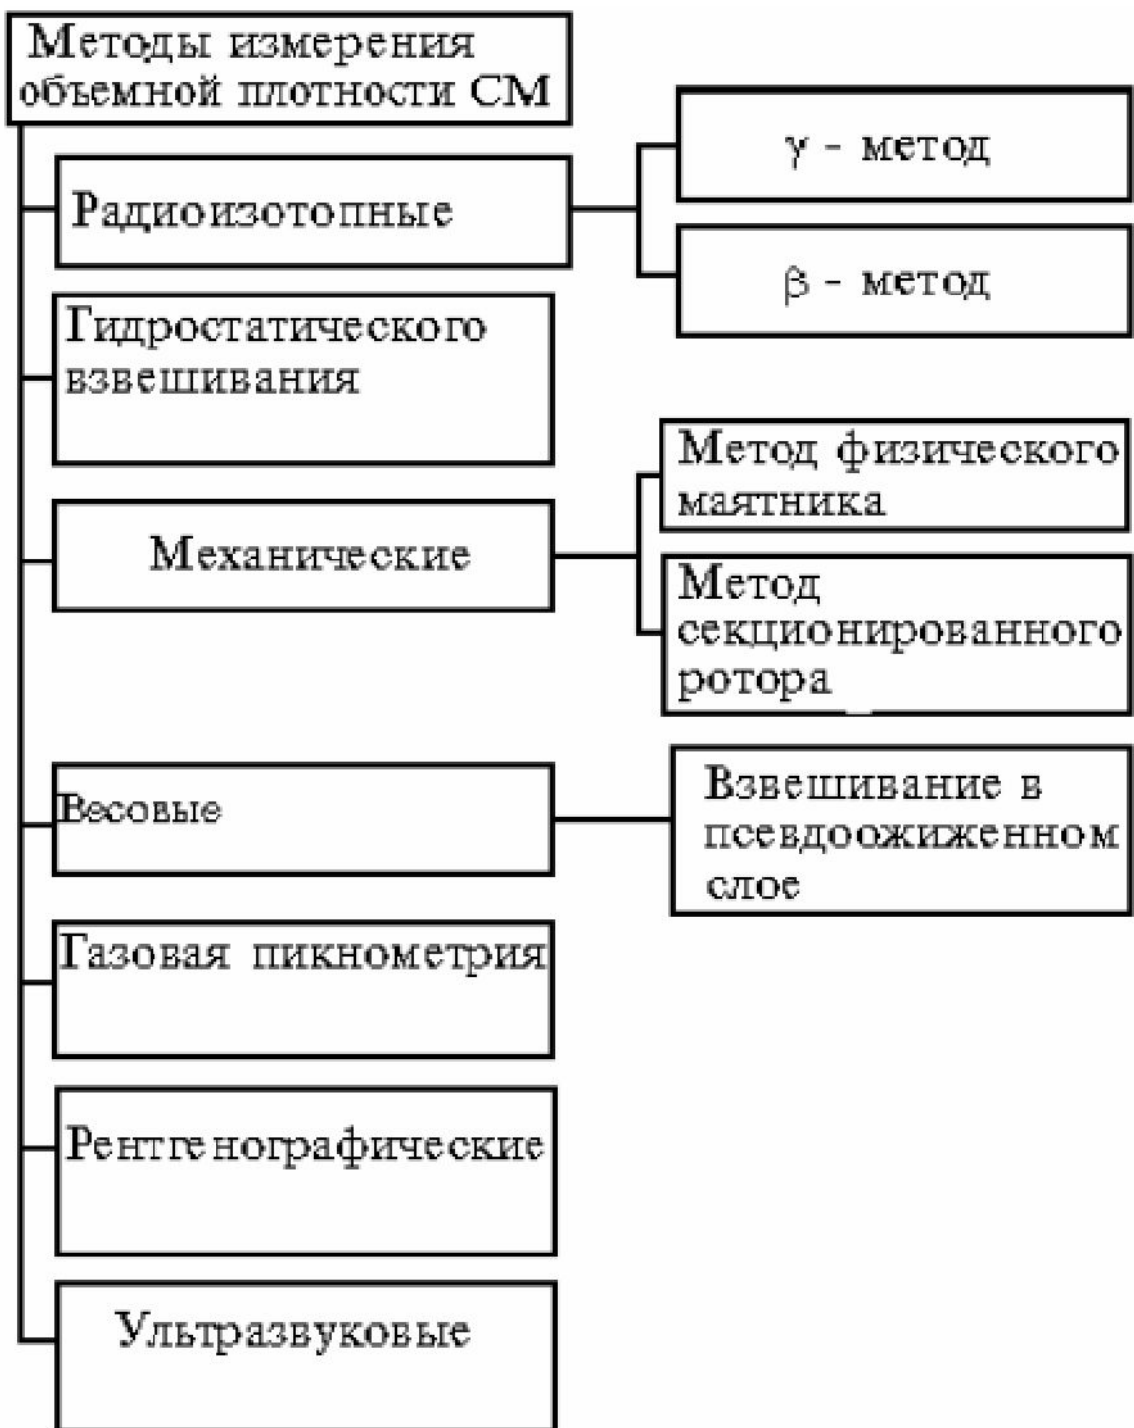 Методы измерения
объемной плотности СМ
Радиоизотопные
γ - метод
β - метод
Гидростатического
взвешивания
Механические
Метод физического
маятника
Метод
секционированного
ротора
Весовые
Взвешивание в
псевдоожиженном
слое
Газовая пикнометрия
Рентгенографические
Ультразвуковые